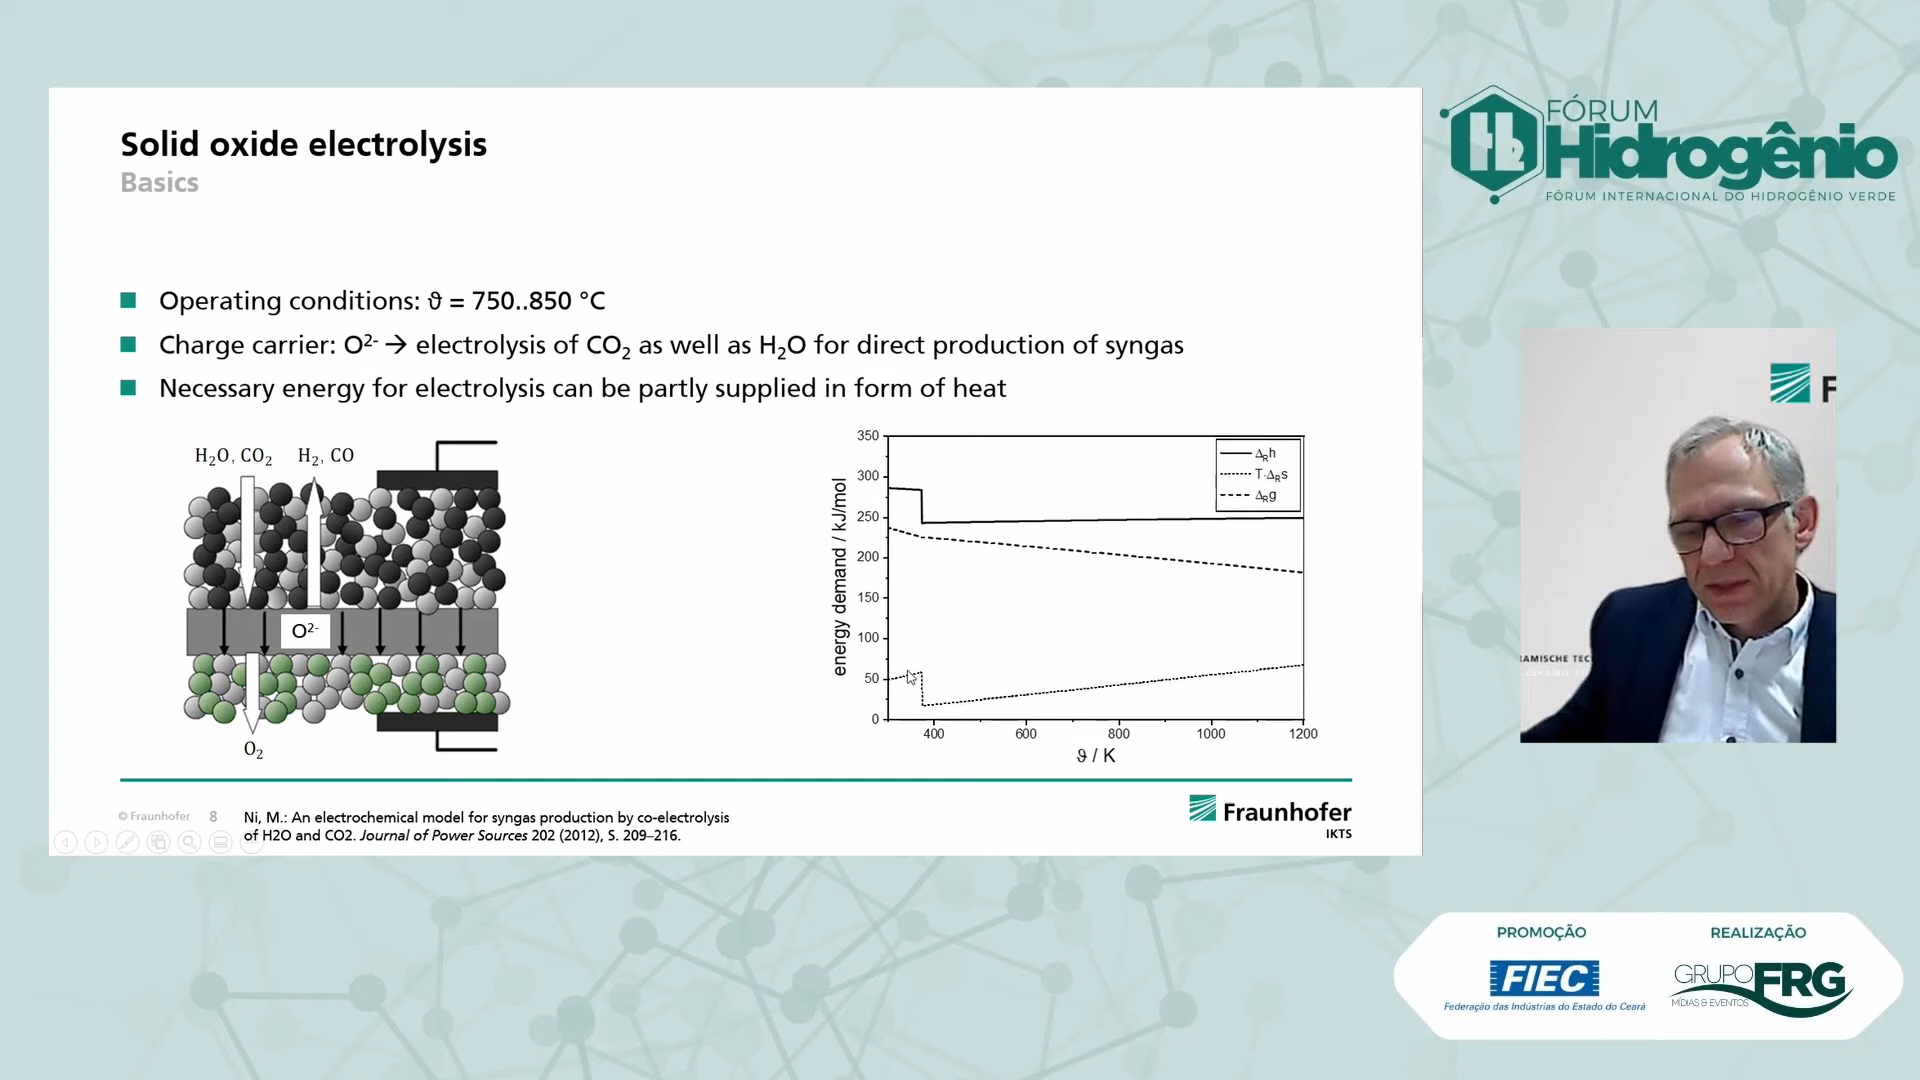 Solid oxide electrolysis
Basics
Operating conditions: ϑ = 750..850 °C
Charge carrier: O²⁻ → electrolysis of CO₂ as well as H₂O for direct production of syngas
Necessary energy for electrolysis can be partly supplied in form of heat
H₂O, CO₂ H₂, CO
O²⁻
O₂
energy demand / kJ/mol
350
300
250
200
150
100
50
0
400 600 800 1000 1200
ϑ / K
ΔRh
T·ΔRs
ΔRg
© Fraunhofer 8
Ni, M.: An electrochemical model for syngas production by co-electrolysis
of H2O and CO2. Journal of Power Sources 202 (2012), S. 209–216.
Fraunhofer
IKTS
H2
FÓRUM
Hidrogênio
FÓRUM INTERNACIONAL DO HIDROGÊNIO VERDE
F
RAMISCHE TEC
PROMOÇÃO
FIEC
Federação das Indústrias do Estado do Ceará
REALIZAÇÃO
GRUPO FRG
MÍDIAS & EVENTOS